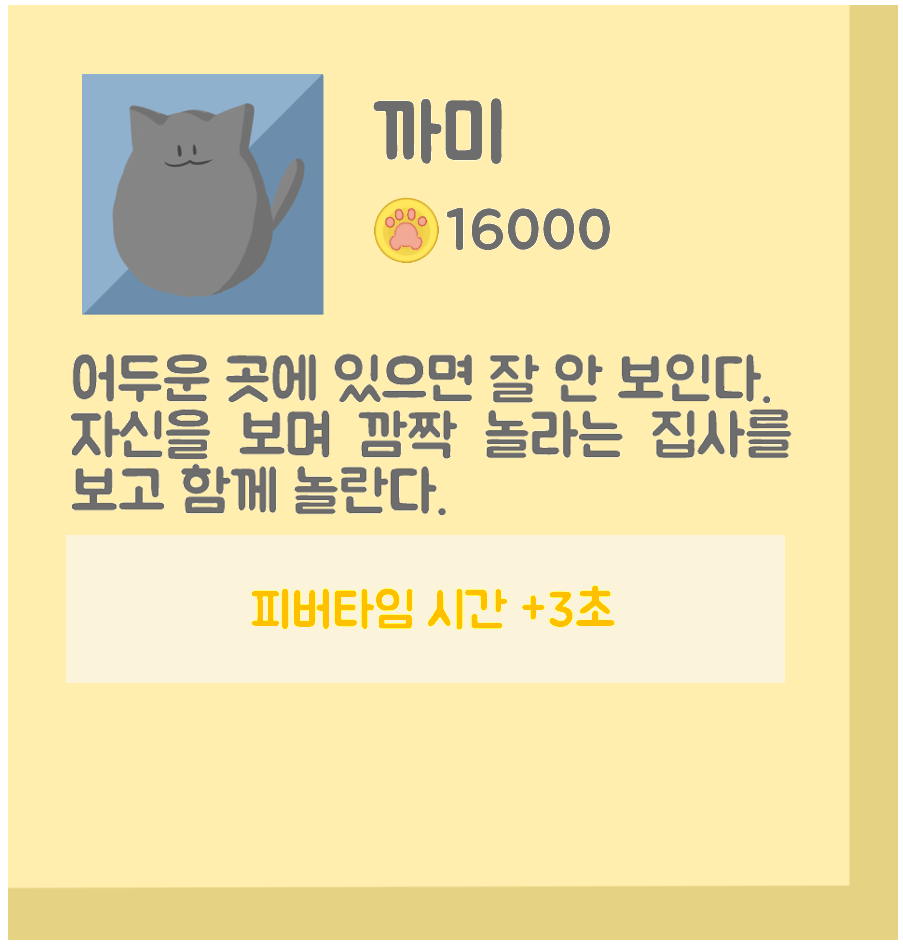 까미
16000
어두운 곳에 있으면 잘 안 보인다.
자신을 보며 깜짝 놀라는 집사를
보고 함께 놀란다.
피버타임 시간 +3초